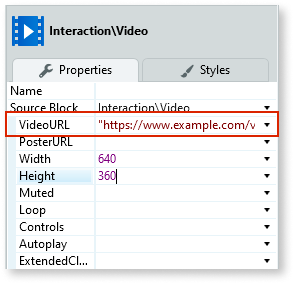 Interaction\Video
Properties Styles
Name
Source Block Interaction\Video
VideoURL "https://www.example.com/v
PosterURL
Width 640
Height 360
Muted
Loop
Controls
Autoplay
ExtendedCl...